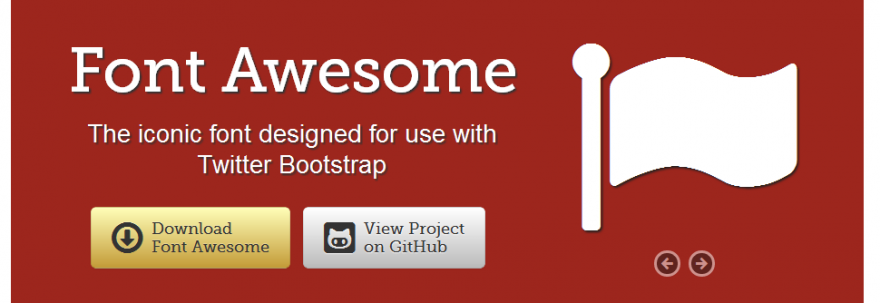 Font Awesome
The iconic font designed for use with
Twitter Bootstrap
Download
Font Awesome
View Project
on GitHub